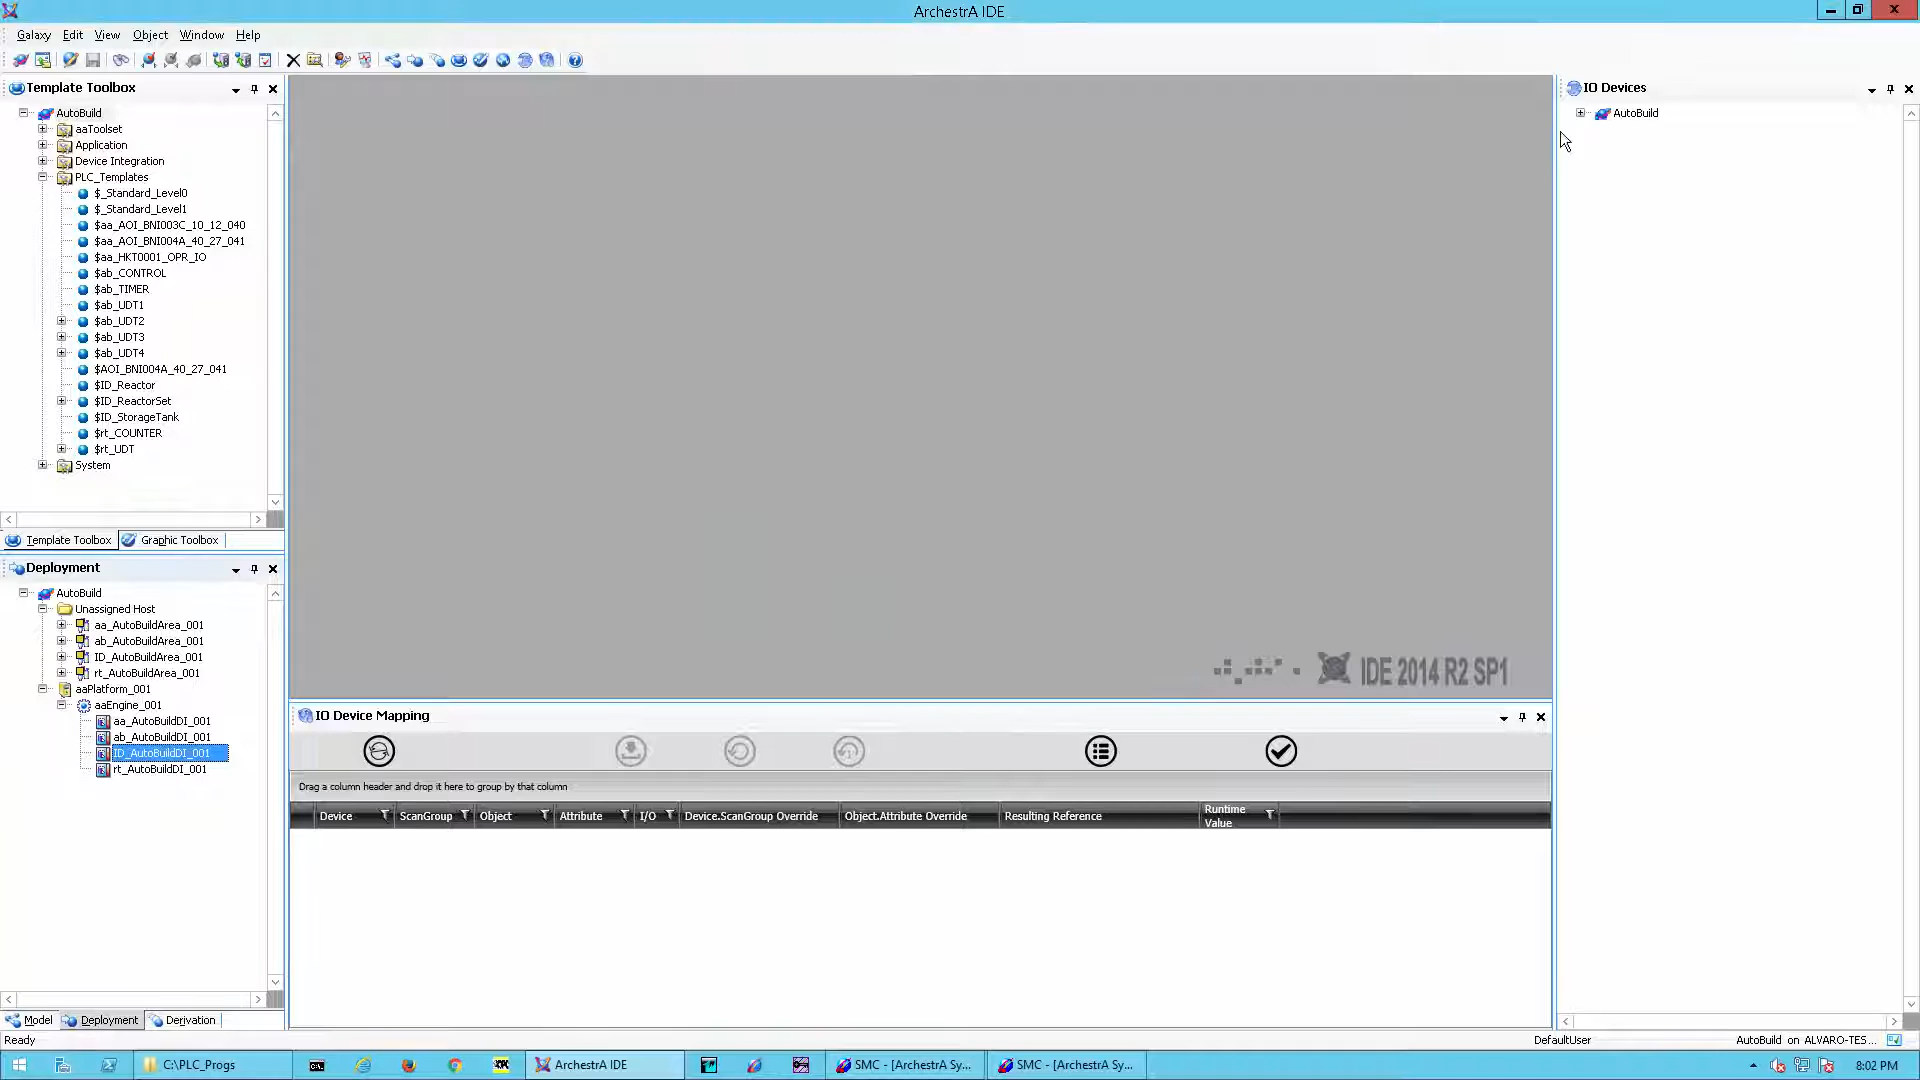 ArchestrA IDE
Galaxy Edit View Object Window Help
Template Toolbox
AutoBuild
aaToolset
Application
Device Integration
PLC_Templates
$_Standard_Level0
$_Standard_Level1
$aa_AOI_BNI003C_10_12_040
$aa_AOI_BNI004A_40_27_041
$aa_HKT0001_OPR_IO
$ab_CONTROL
$ab_TIMER
$ab_UDT1
$ab_UDT2
$ab_UDT3
$ab_UDT4
$AOI_BNI004A_40_27_041
$ID_Reactor
$ID_ReactorSet
$ID_StorageTank
$rt_COUNTER
$rt_UDT
System
Template Toolbox Graphic Toolbox
Deployment
AutoBuild
Unassigned Host
aa_AutoBuildArea_001
ab_AutoBuildArea_001
ID_AutoBuildArea_001
rt_AutoBuildArea_001
aaPlatform_001
aaEngine_001
aa_AutoBuildDI_001
ab_AutoBuildDI_001
ID_AutoBuildDI_001
rt_AutoBuildDI_001
Model Deployment Derivation
IDE 2014 R2 SP1
IO Device Mapping
Drag a column header and drop it here to group by that column
Device ScanGroup Object Attribute I/O Device.ScanGroup Override Object.Attribute Override Resulting Reference Runtime Value
IO Devices
AutoBuild
Ready DefaultUser AutoBuild on ALVARO-TES...
C:\PLC_Progs ArchestrA IDE SMC - [ArchestrA Sy... SMC - [ArchestrA Sy... 8:02 PM